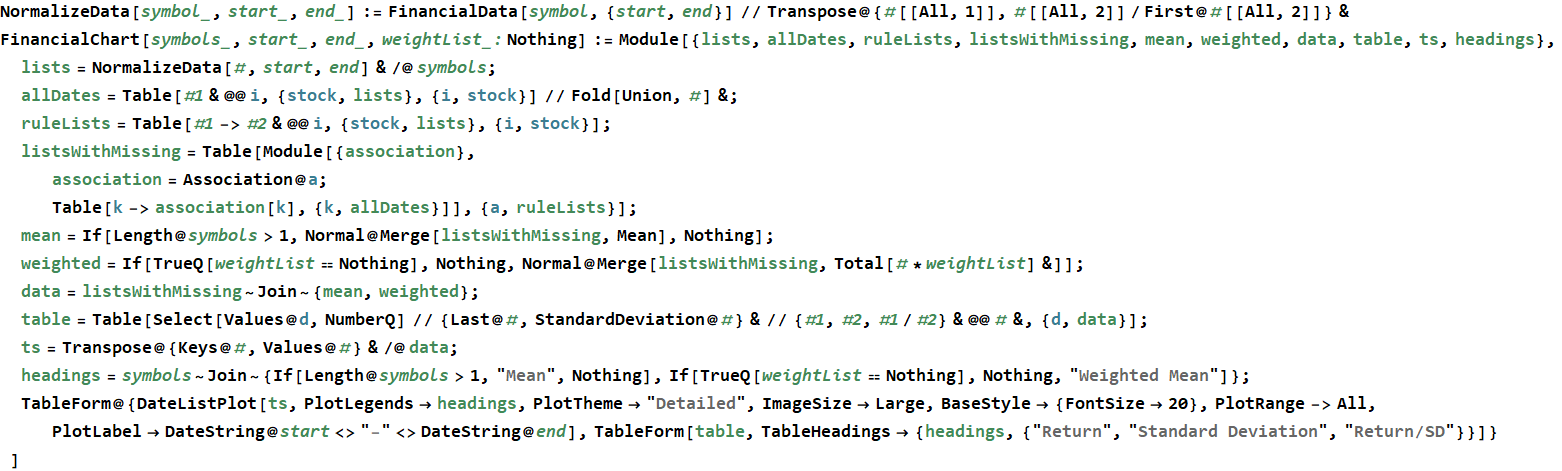 NormalizeData[symbol_, start_, end_] := FinancialData[symbol, {start, end}] // Transpose@{#[[All, 1]], #[[All, 2]] / First@#[[All, 2]]} &
FinancialChart[symbols_, start_, end_, weightList_: Nothing] := Module[{lists, allDates, ruleLists, listsWithMissing, mean, weighted, data, table, ts, headings},
lists = NormalizeData[#, start, end] & /@ symbols;
allDates = Table[#1 & @@ i, {stock, lists}, {i, stock}] // Fold[Union, #] &;
ruleLists = Table[#1 -> #2 & @@ i, {stock, lists}, {i, stock}];
listsWithMissing = Table[Module[{association},
association = Association@a;
Table[k -> association[k], {k, allDates}]], {a, ruleLists}];
mean = If[Length@symbols > 1, Normal@Merge[listsWithMissing, Mean], Nothing];
weighted = If[TrueQ[weightList == Nothing], Nothing, Normal@Merge[listsWithMissing, Total[# * weightList] &]];
data = listsWithMissing~Join~{mean, weighted};
table = Table[Select[Values@d, NumberQ] // {Last@#, StandardDeviation@#} & // {#1, #2, #1 / #2} & @@ # &, {d, data}];
ts = Transpose@{Keys@#, Values@#} & /@ data;
headings = symbols~Join~{If[Length@symbols > 1, "Mean", Nothing], If[TrueQ[weightList == Nothing], Nothing, "Weighted Mean"]};
TableForm@{DateListPlot[ts, PlotLegends → headings, PlotTheme → "Detailed", ImageSize → Large, BaseStyle → {FontSize → 20}, PlotRange -> All,
PlotLabel → DateString@start <> "-" <> DateString@end], TableForm[table, TableHeadings → {headings, {"Return", "Standard Deviation", "Return/SD"}}]}
]